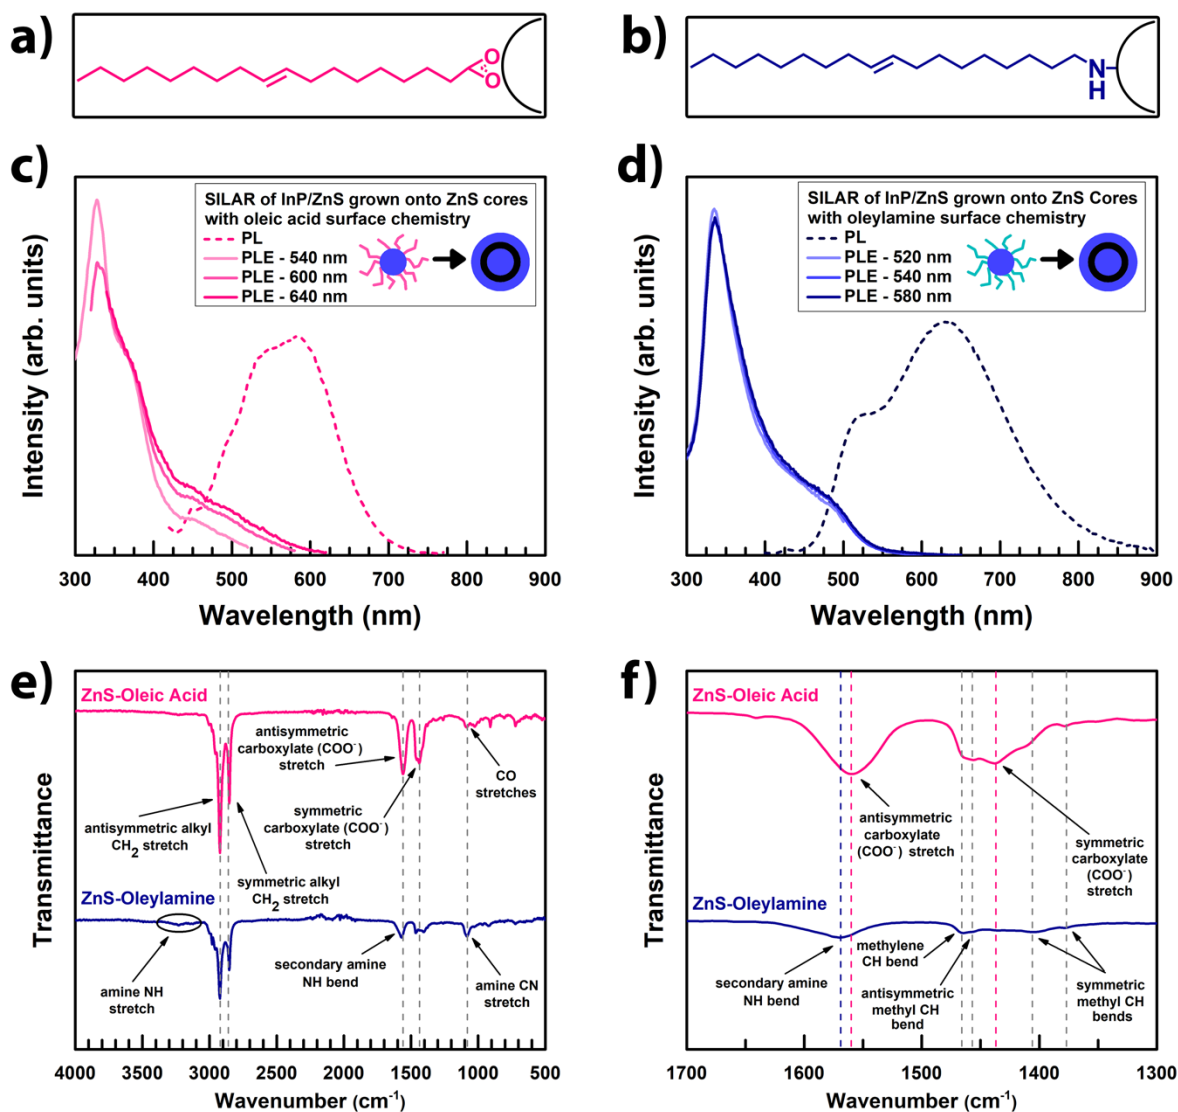 a)
O
O
b)
N
H
c)
SILAR of InP/ZnS grown onto ZnS cores
with oleic acid surface chemistry
PL
PLE - 540 nm
PLE - 600 nm
PLE - 640 nm
Intensity (arb. units)
300 400 500 600 700 800 900
Wavelength (nm)
d)
SILAR of InP/ZnS grown onto ZnS Cores
with oleylamine surface chemistry
PL
PLE - 520 nm
PLE - 540 nm
PLE - 580 nm
Intensity (arb. units)
300 400 500 600 700 800 900
Wavelength (nm)
e)
ZnS-Oleic Acid
antisymmetric
carboxylate (COO⁻)
stretch
CO
stretches
symmetric
carboxylate (COO⁻)
stretch
antisymmetric alkyl
CH₂ stretch
symmetric alkyl
CH₂ stretch
ZnS-Oleylamine
amine NH
stretch
secondary amine
NH bend
amine CN
stretch
Transmittance
4000 3500 3000 2500 2000 1500 1000 500
Wavenumber (cm⁻¹)
f)
ZnS-Oleic Acid
antisymmetric
carboxylate
(COO⁻) stretch
symmetric
carboxylate
(COO⁻)
stretch
ZnS-Oleylamine
methylene
CH bend
secondary amine
NH bend
antisymmetric
methyl CH
bend
symmetric
methyl CH
bends
Transmittance
1700 1600 1500 1400 1300
Wavenumber (cm⁻¹)